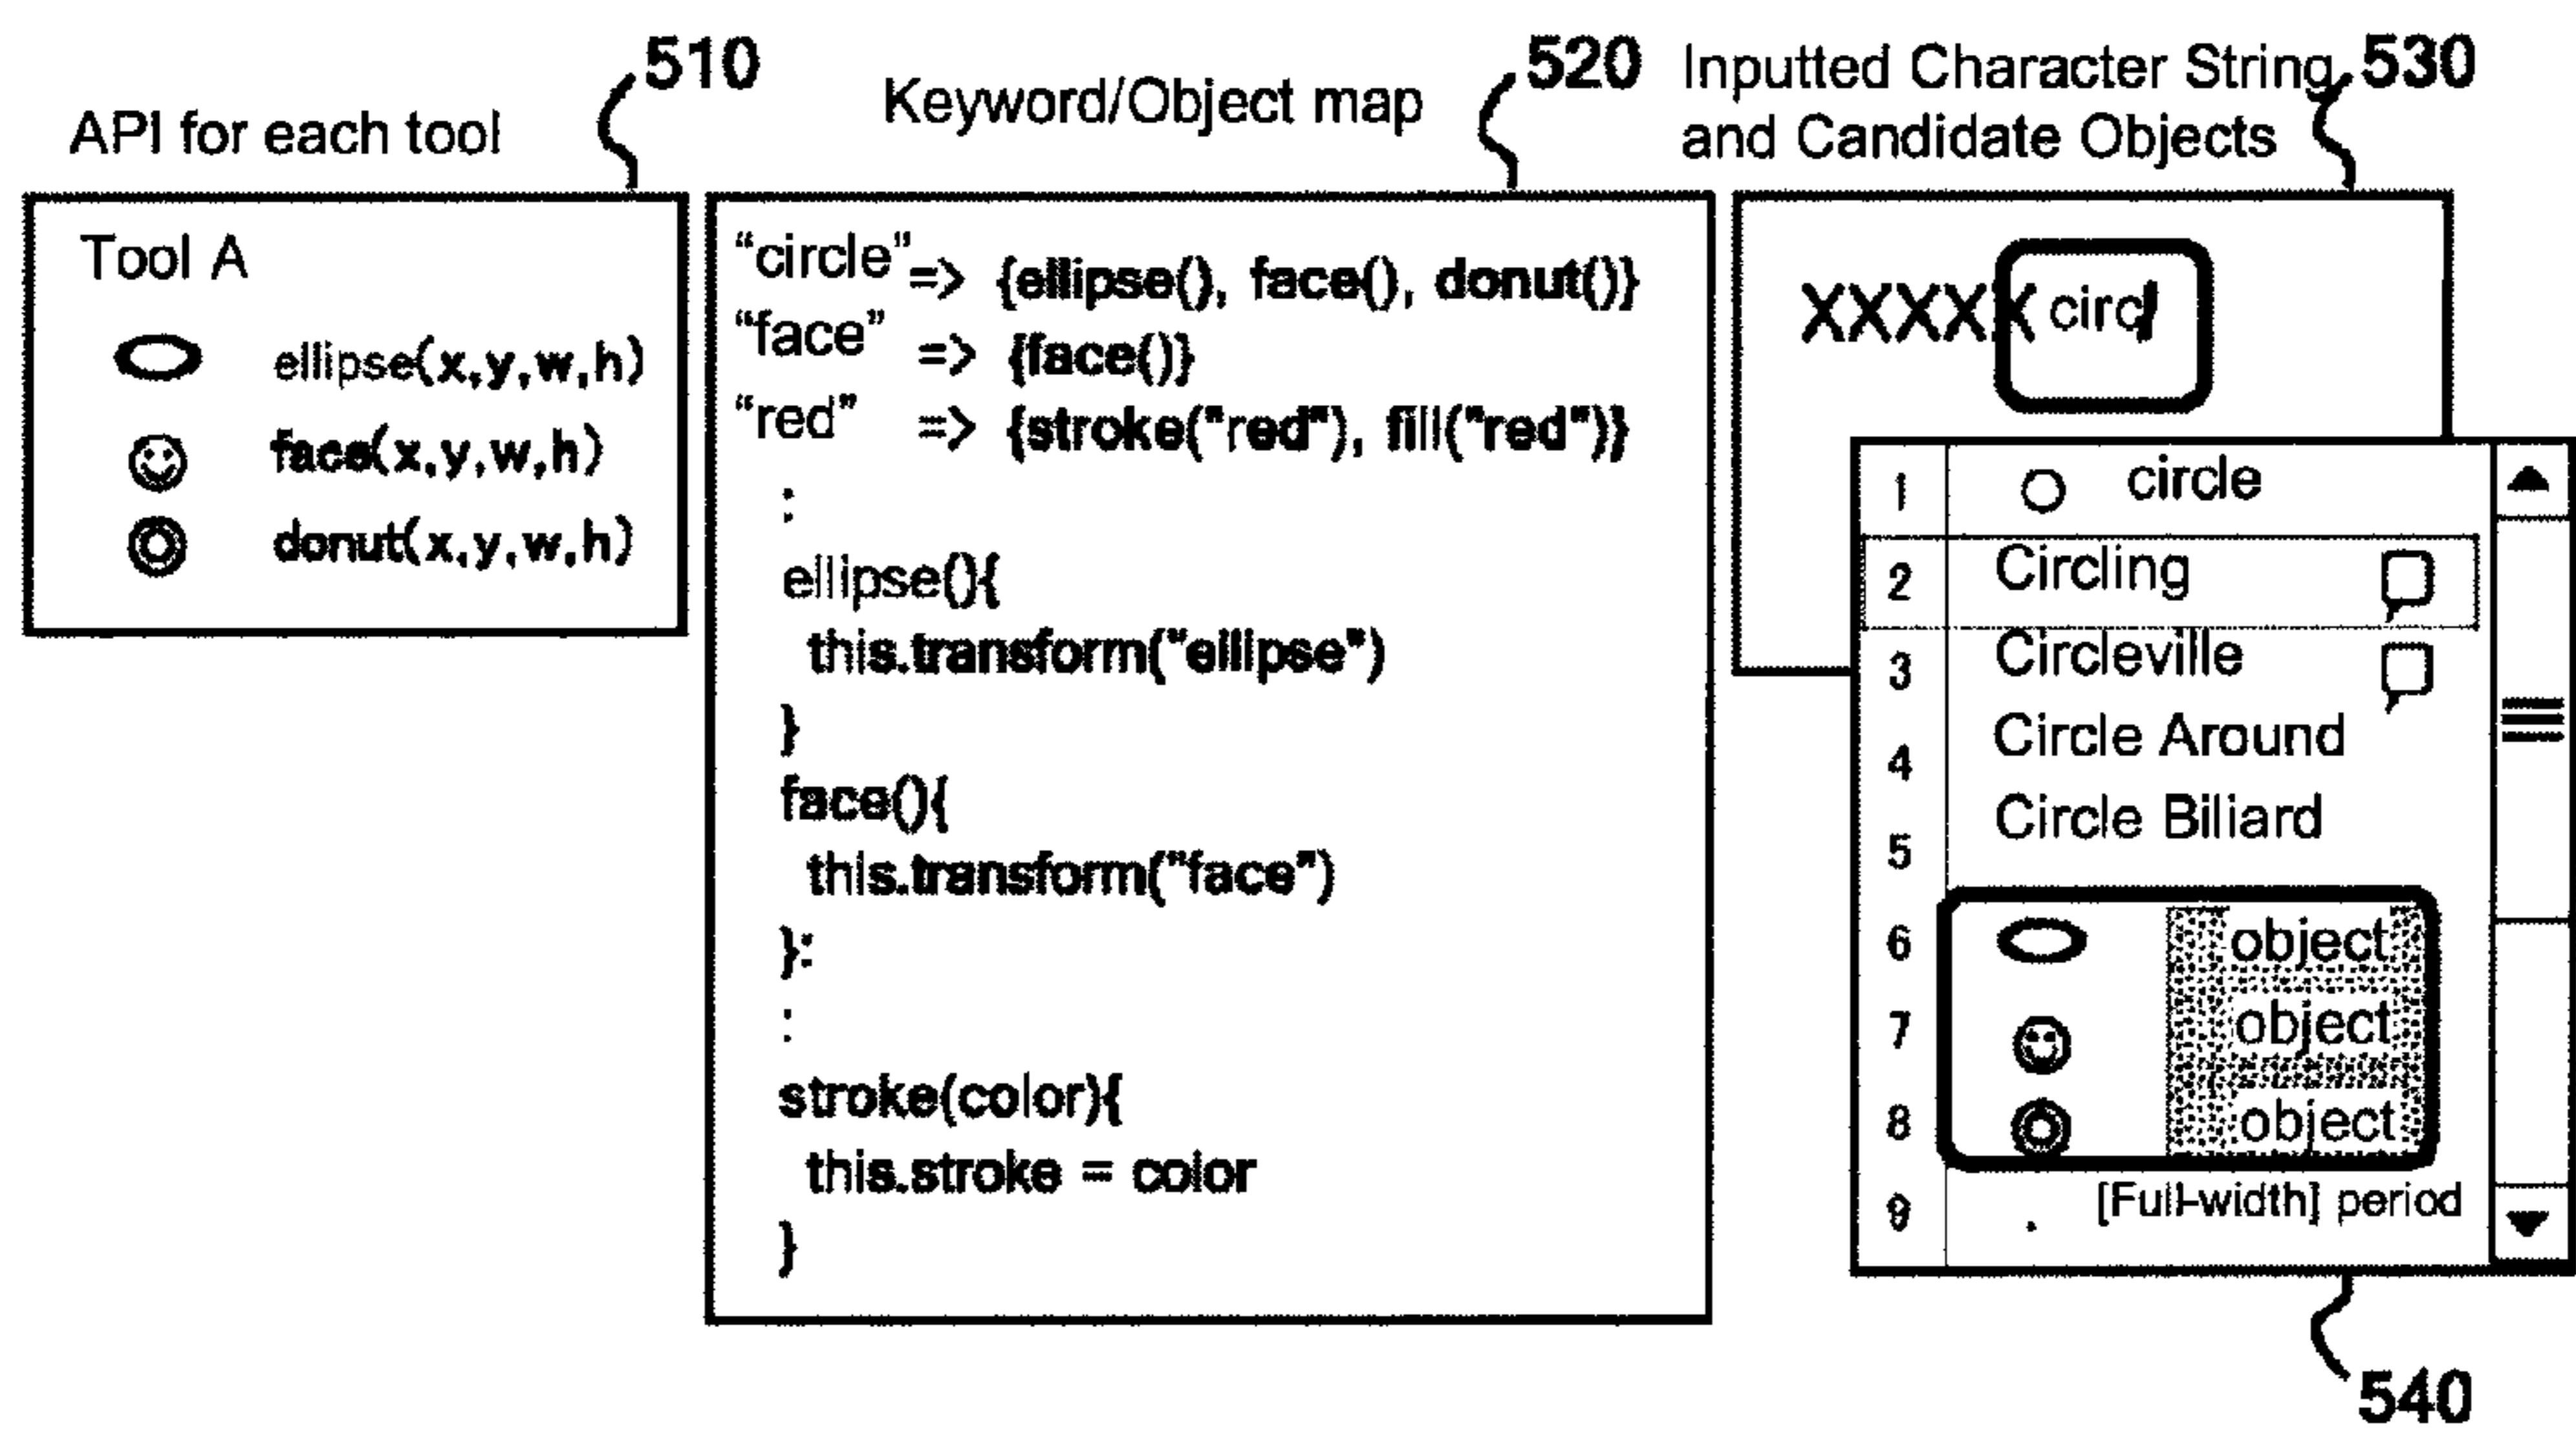 510
API for each tool
Tool A
ellipse(x,y,w,h)
face(x,y,w,h)
donut(x,y,w,h)
520
Keyword/Object map
“circle” => {ellipse(), face(), donut()}
“face” => {face()}
“red” => {stroke("red"), fill("red")}
:
ellipse(){
this.transform("ellipse")
}
face(){
this.transform("face")
}:
:
stroke(color){
this.stroke = color
}
Inputted Character String 530
and Candidate Objects
XXXXX circ
1 circle
2 Circling
3 Circleville
4 Circle Around
5 Circle Biliard
6 object
7 object
8 object
9 . [Full-width] period
540